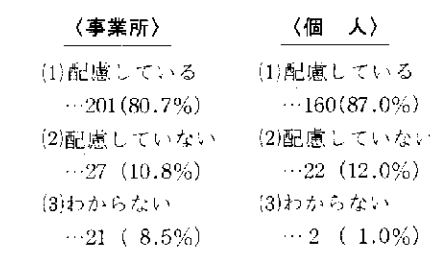 〈事業所〉
(1)配慮している
…201(80.7%)
(2)配慮していない
…27 (10.8%)
(3)わからない
…21 ( 8.5%)
〈個 人〉
(1)配慮している
…160(87.0%)
(2)配慮していない
…22 (12.0%)
(3)わからない
…2 ( 1.0%)